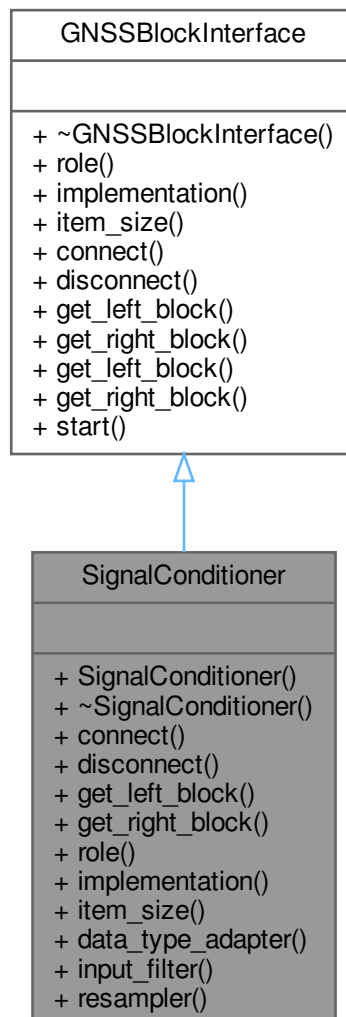 GNSSBlockInterface
+ ~GNSSBlockInterface()
+ role()
+ implementation()
+ item_size()
+ connect()
+ disconnect()
+ get_left_block()
+ get_right_block()
+ get_left_block()
+ get_right_block()
+ start()
SignalConditioner
+ SignalConditioner()
+ ~SignalConditioner()
+ connect()
+ disconnect()
+ get_left_block()
+ get_right_block()
+ role()
+ implementation()
+ item_size()
+ data_type_adapter()
+ input_filter()
+ resampler()